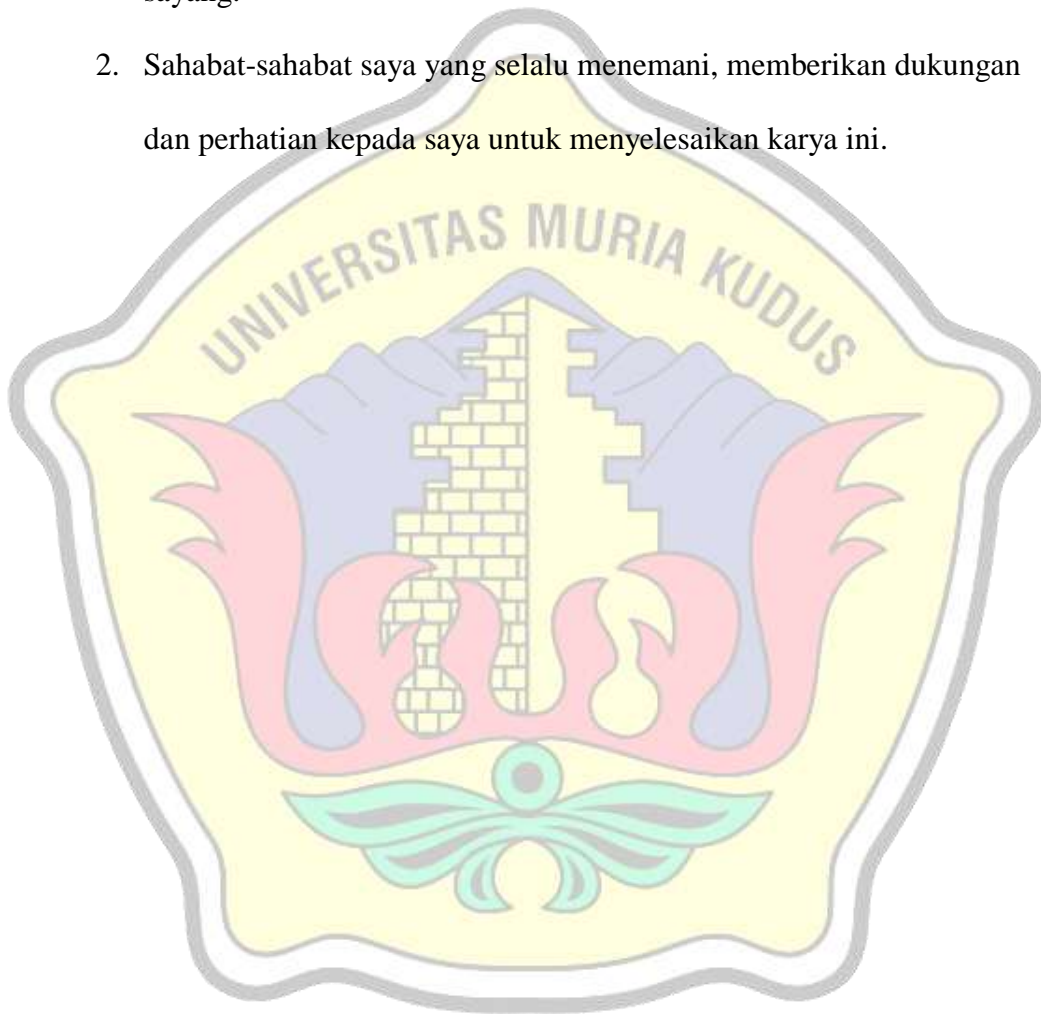 sayang.
2. Sahabat-sahabat saya yang selalu menemani, memberikan dukungan
dan perhatian kepada saya untuk menyelesaikan karya ini.
UNIVERSITAS MURIA KUDUS